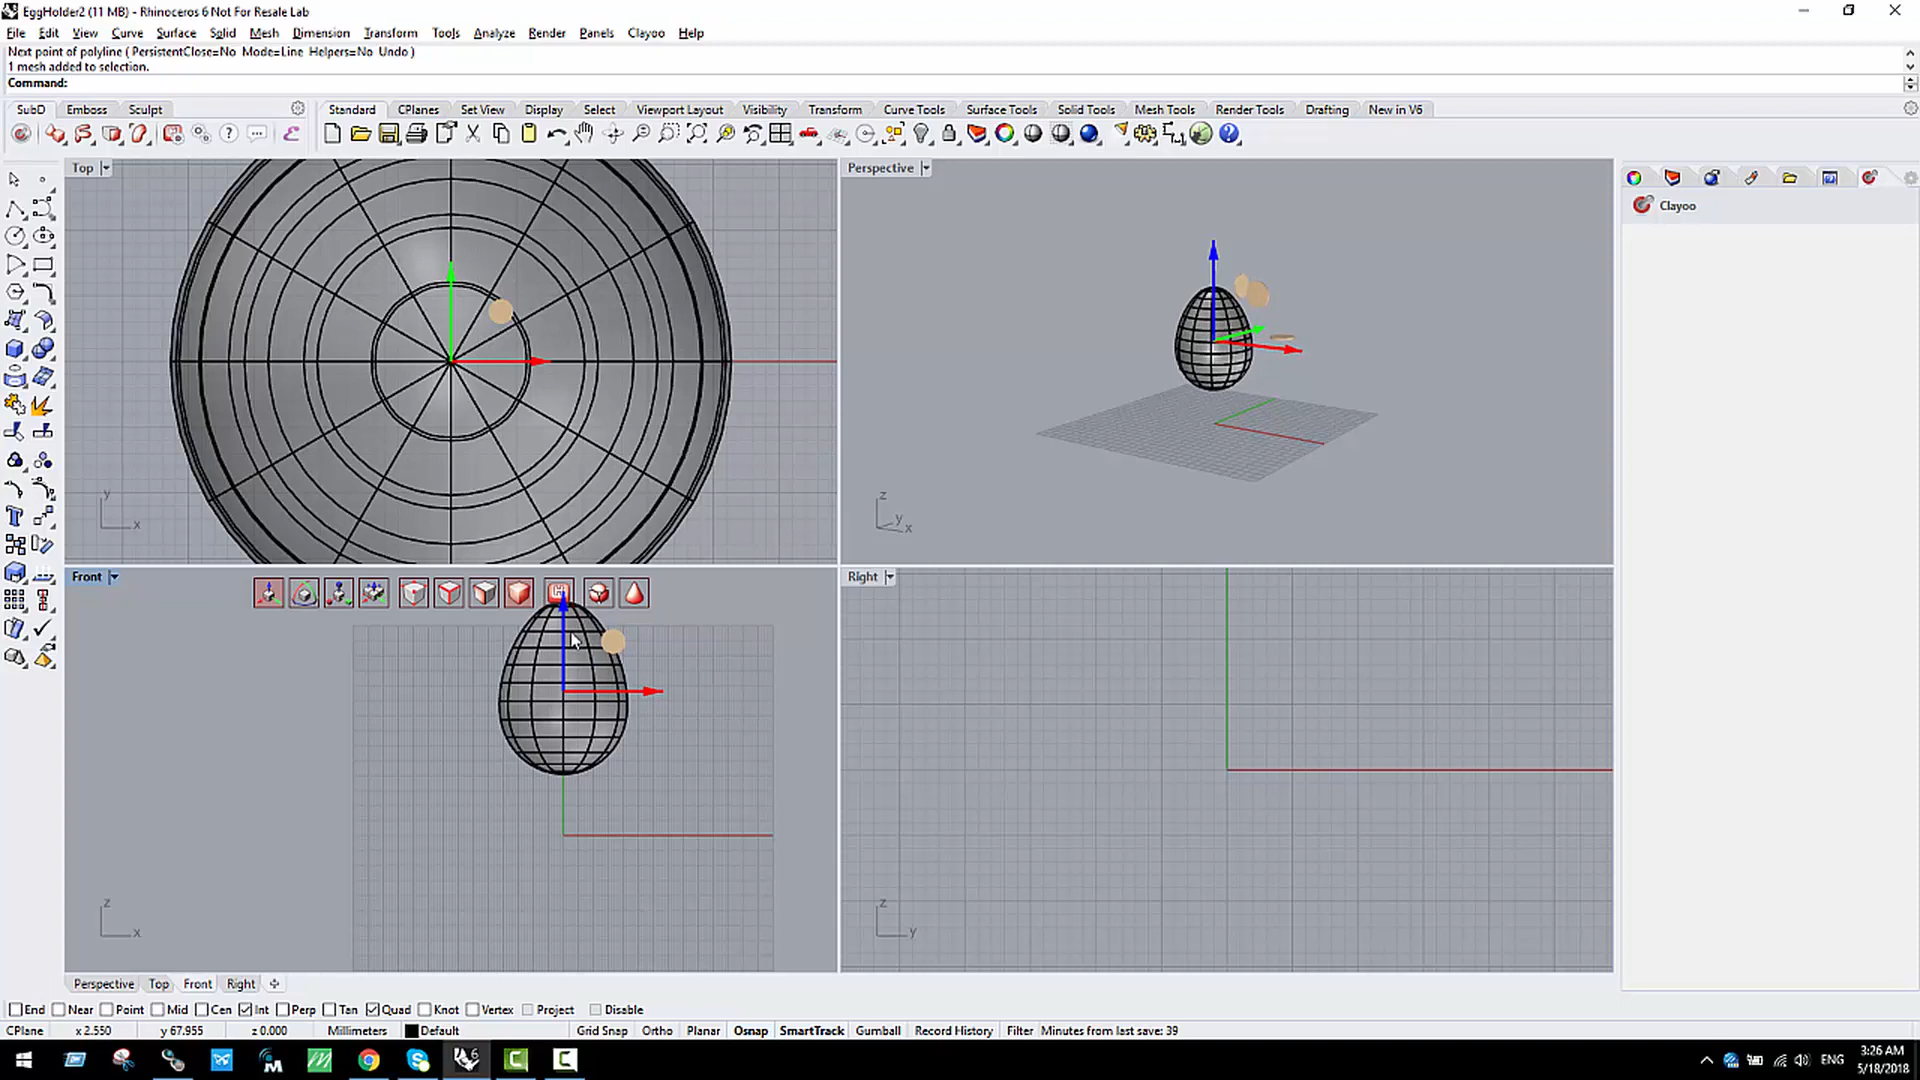 EggHolder2 (11 MB) - Rhinoceros 6 Not For Resale Lab
File Edit View Curve Surface Solid Mesh Dimension Transform Tools Analyze Render Panels Clayoo Help
Next point of polyline ( PersistentClose=No Mode=Line Helpers=No Undo )
1 mesh added to selection.
Command:
SubD Emboss Sculpt Standard CPlanes Set View Display Select Viewport Layout Visibility Transform Curve Tools Surface Tools Solid Tools Mesh Tools Render Tools Drafting New in V6
Top
Perspective
Clayoo
y
x
z
y
x
Front
Right
z
x
z
y
Perspective Top Front Right
End Near Point Mid Cen Int Perp Tan Quad Knot Vertex Project Disable
CPlane x 2.550 y 67.955 z 0.000 Millimeters Default Grid Snap Ortho Planar Osnap SmartTrack Gumball Record History Filter Minutes from last save: 39
ENG
3:26 AM
5/18/2018